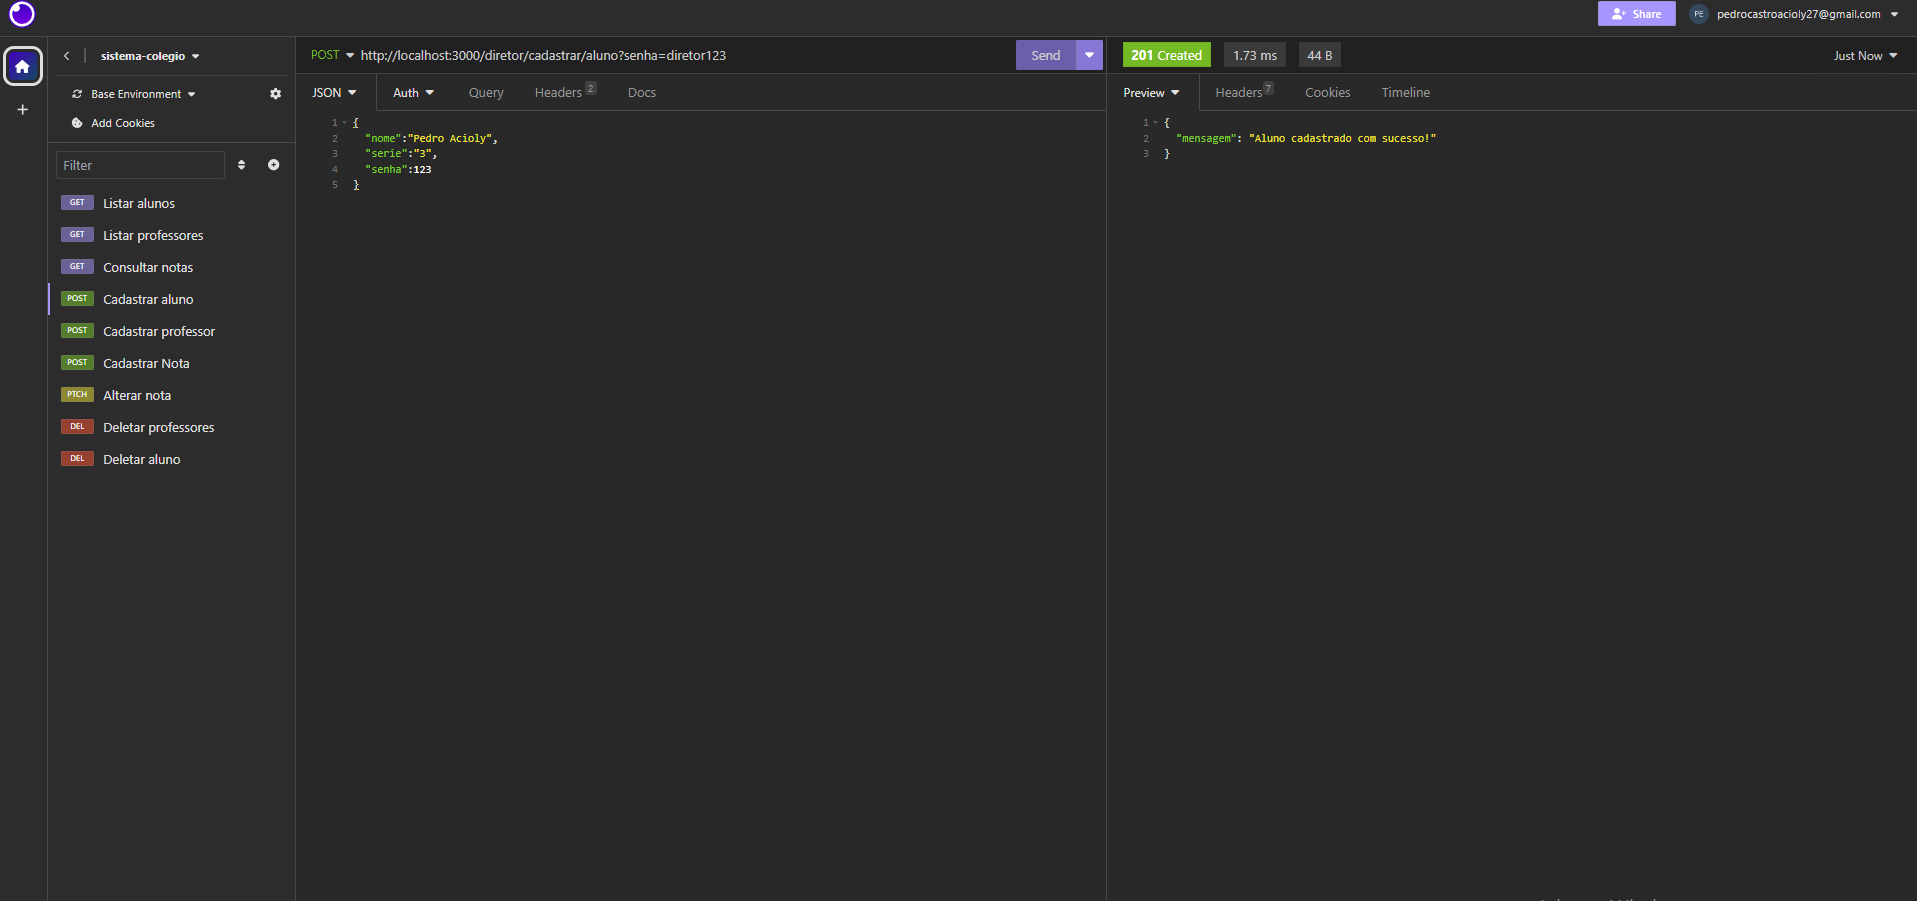 Share
PE pedrocastroacioly27@gmail.com
sistema-colegio
Base Environment
Add Cookies
Filter
GET Listar alunos
GET Listar professores
GET Consultar notas
POST Cadastrar aluno
POST Cadastrar professor
POST Cadastrar Nota
PTCH Alterar nota
DEL Deletar professores
DEL Deletar aluno
POST http://localhost:3000/diretor/cadastrar/aluno?senha=diretor123 Send
JSON Auth Query Headers 2 Docs
1 {
2 "nome":"Pedro Acioly",
3 "serie":"3",
4 "senha":123
5 }
201 Created 1.73 ms 44 B Just Now
Preview Headers 7 Cookies Timeline
1 {
2 "mensagem": "Aluno cadastrado com sucesso!"
3 }